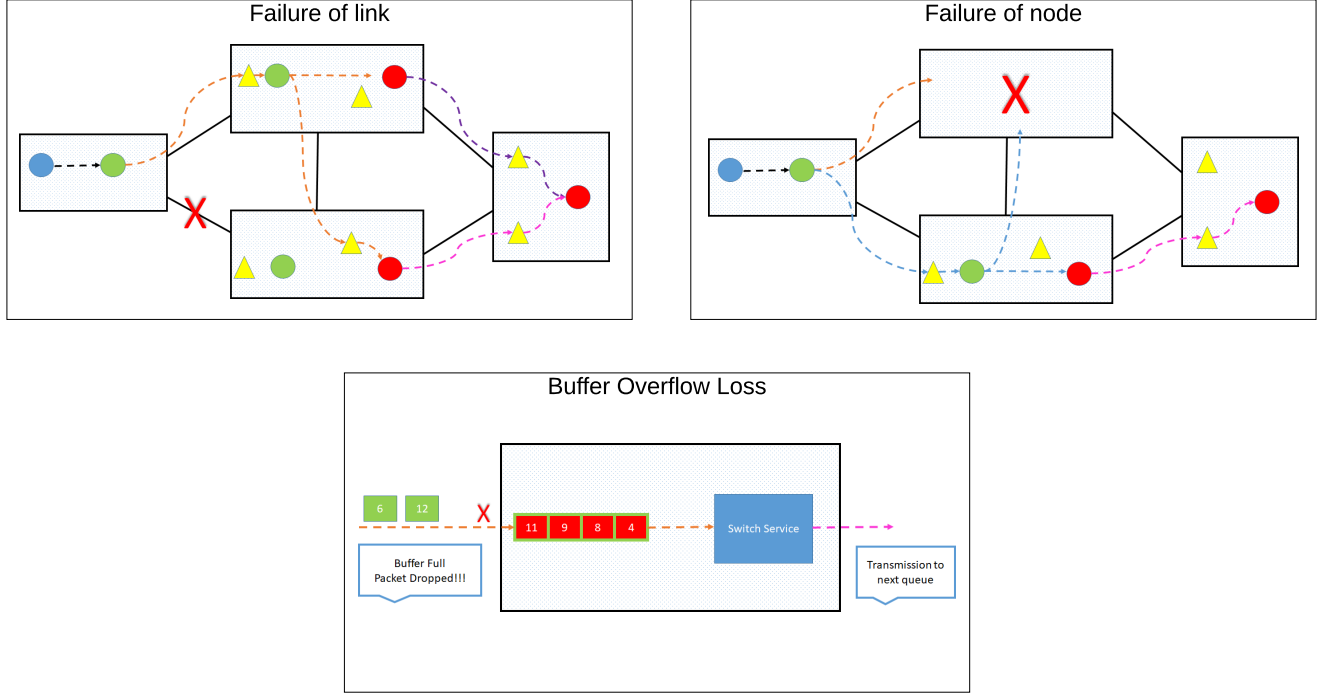 Failure of link
Failure of node
X
X
Buffer Overflow Loss
6 12
X
11 9 8 4
Switch Service
Buffer Full
Packet Dropped!!!
Transmission to
next queue